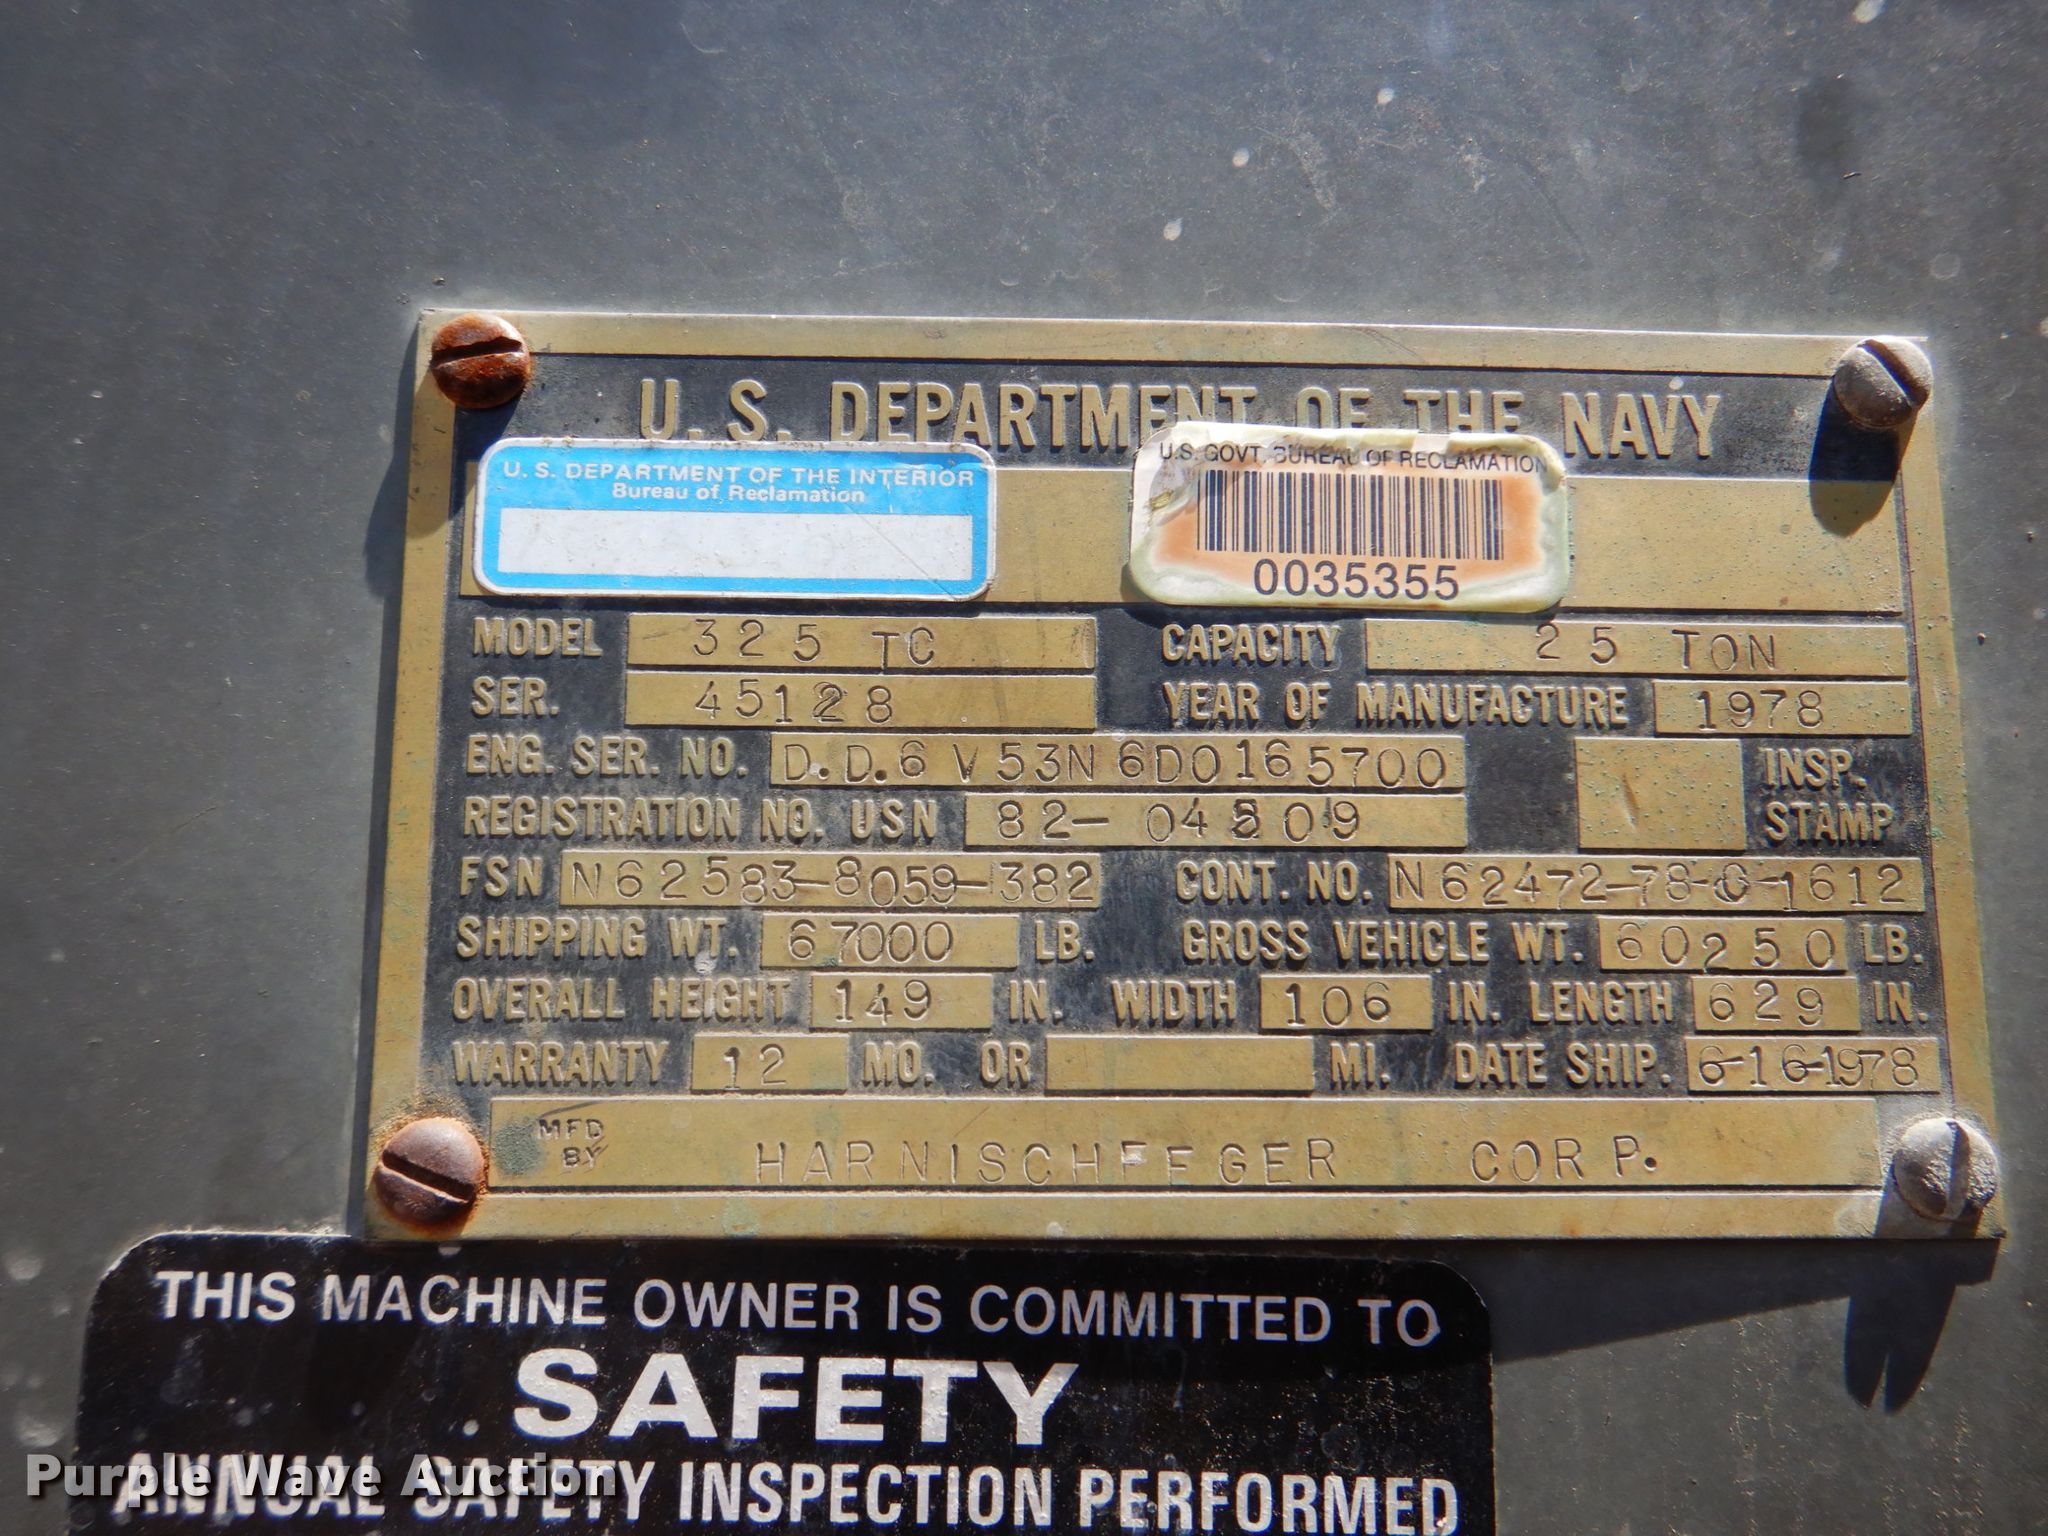 U. S. DEPARTMENT OF THE NAVY
U. S. DEPARTMENT OF THE INTERIOR
Bureau of Reclamation
U.S. GOVT. BUREAU OF RECLAMATION
0035355
MODEL 325 TC CAPACITY 25 TON
SER. 45128 YEAR OF MANUFACTURE 1978
ENG. SER. NO. D.D.6V53N6D0165700 INSP. STAMP
REGISTRATION NO. USN 82-04809
FSN N62583-8059-1382 CONT. NO. N62472-78-C-1612
SHIPPING WT. 67000 LB. GROSS VEHICLE WT. 60250 LB.
OVERALL HEIGHT 149 IN. WIDTH 106 IN. LENGTH 629 IN.
WARRANTY 12 MO. OR MI. DATE SHIP. 6-16-1978
MFD BY HARNISCHFEGER CORP.
THIS MACHINE OWNER IS COMMITTED TO
SAFETY
ANNUAL SAFETY INSPECTION PERFORMED
Purple Wave Auction